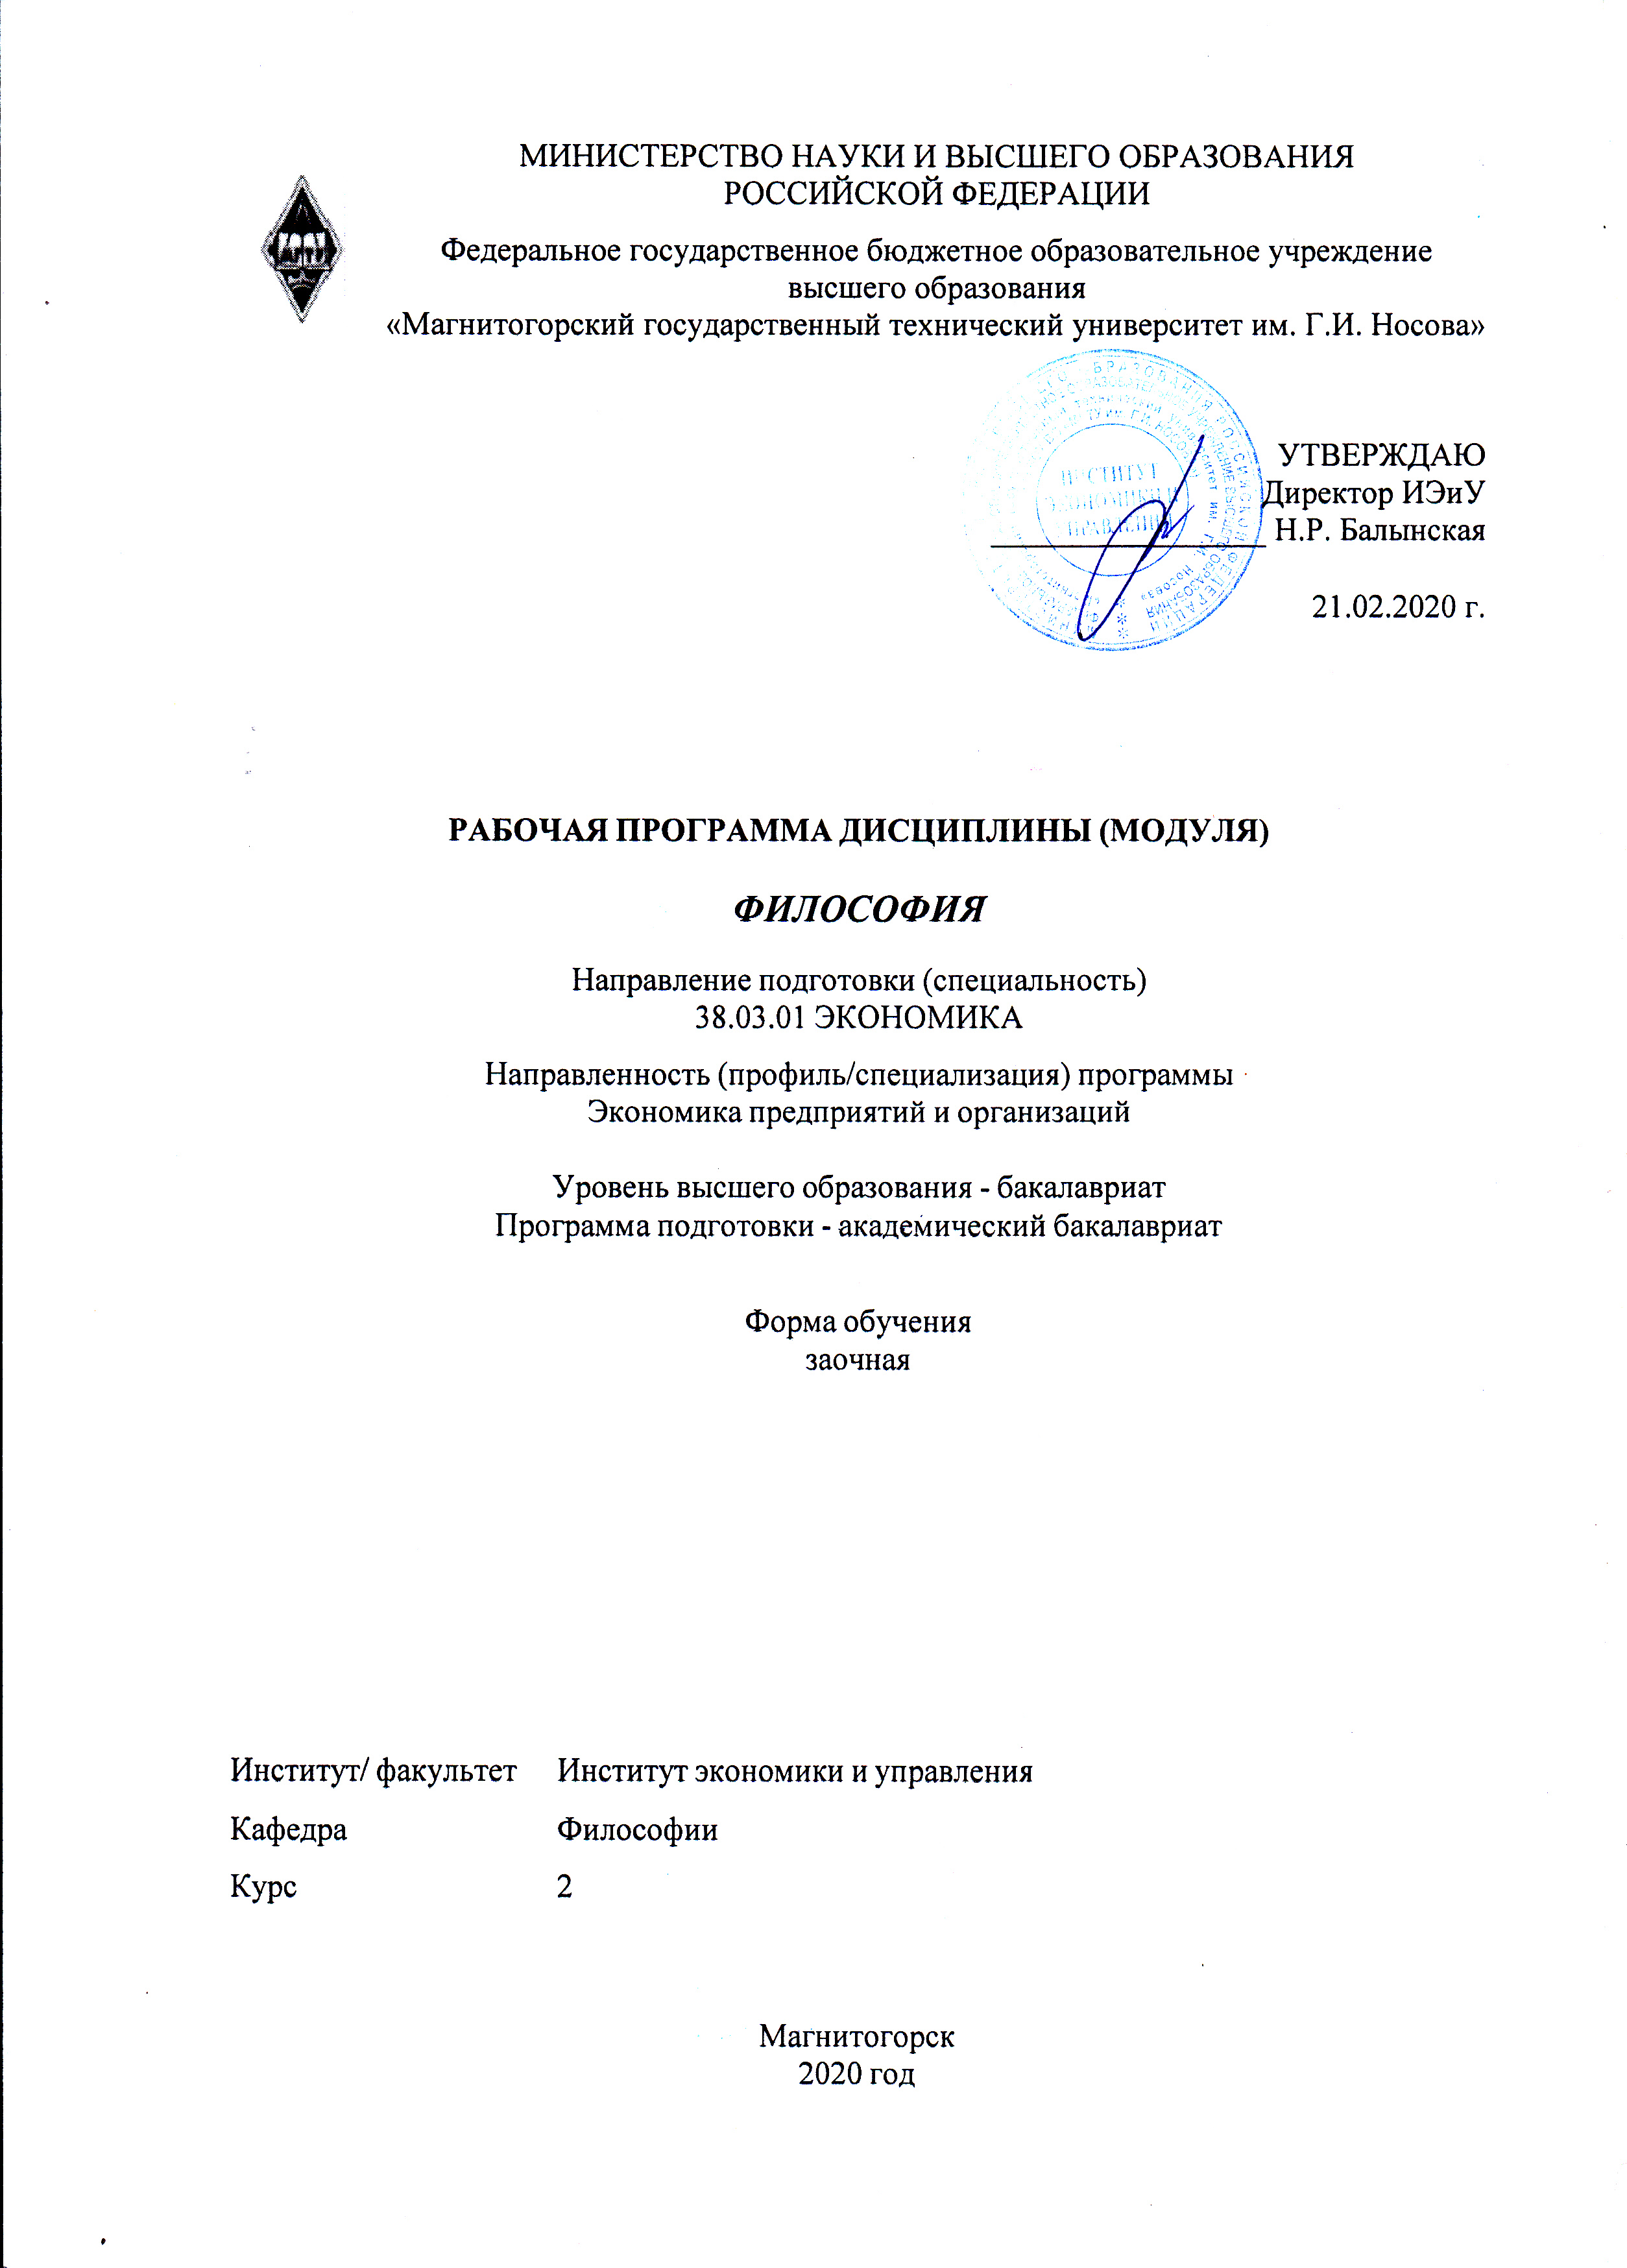 МИНИСТЕРСТВО НАУКИ И ВЫСШЕГО ОБРАЗОВАНИЯ
РОССИЙСКОЙ ФЕДЕРАЦИИ
Федеральное государственное бюджетное образовательное учреждение
высшего образования
«Магнитогорский государственный технический университет им. Г.И. Носова»
УТВЕРЖДАЮ
Директор ИЭиУ
Н.Р. Балынская
21.02.2020 г.
ИНСТИТУТ
ЭКОНОМИКИ И
УПРАВЛЕНИЯ
РАБОЧАЯ ПРОГРАММА ДИСЦИПЛИНЫ (МОДУЛЯ)
ФИЛОСОФИЯ
Направление подготовки (специальность)
38.03.01 ЭКОНОМИКА
Направленность (профиль/специализация) программы
Экономика предприятий и организаций
Уровень высшего образования - бакалавриат
Программа подготовки - академический бакалавриат
Форма обучения
заочная
Институт/ факультет Институт экономики и управления
Кафедра Философии
Курс 2
Магнитогорск
2020 год